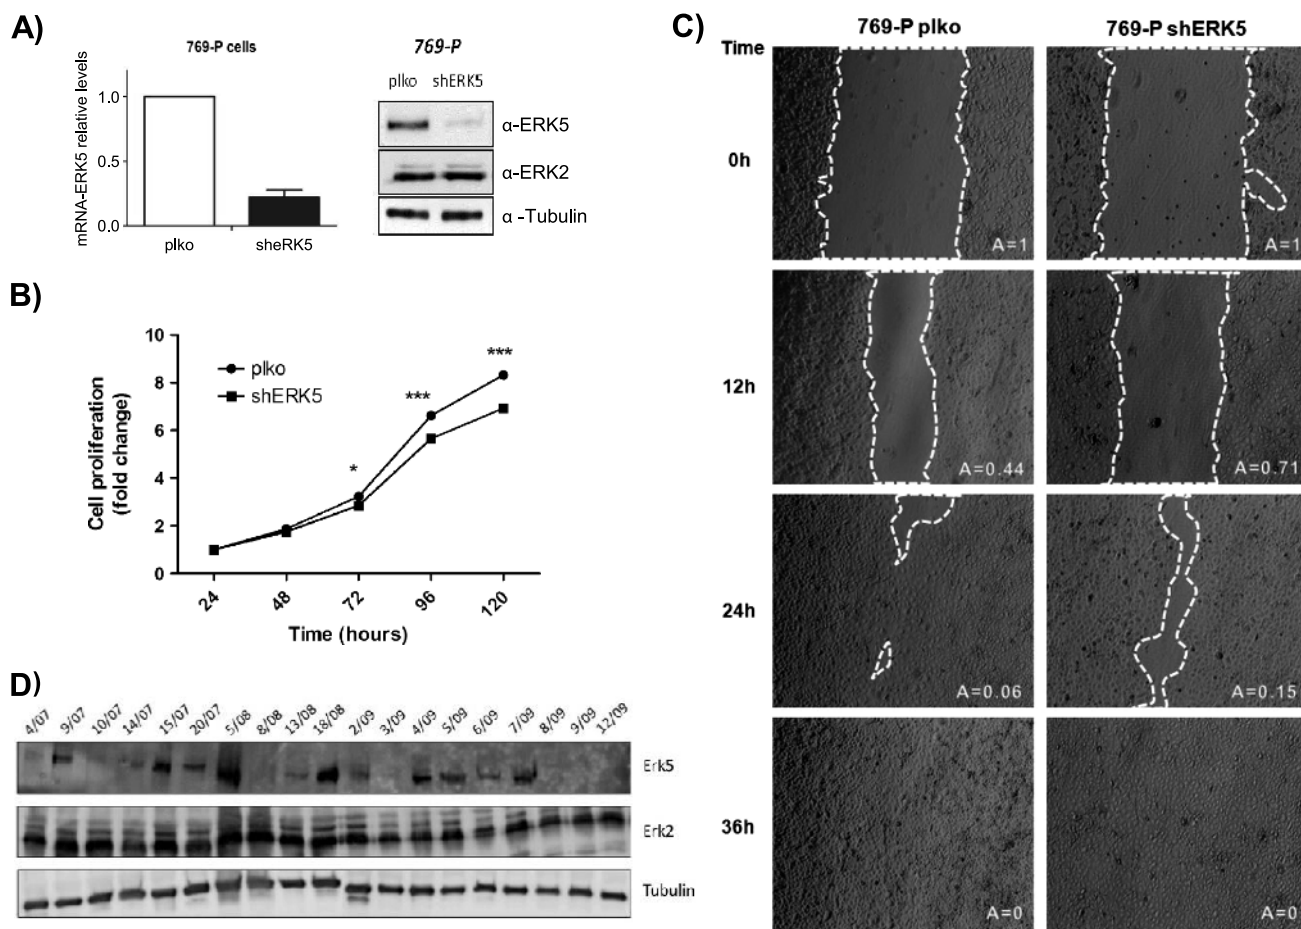 A)
769-P cells
mRNA-ERK5 relative levels
1.0
0.5
0.0
plko
sheRK5
769-P
plko shERK5
α-ERK5
α-ERK2
α -Tubulin
B)
Cell proliferation
(fold change)
10
8
6
4
2
0
plko
shERK5
*
***
***
24 48 72 96 120
Time (hours)
C)
769-P plko 769-P shERK5
Time
0h
A=1 A=1
12h
A=0.44 A=0.71
24h
A=0.06 A=0.15
36h
A=0 A=0
D)
4/07 9/07 10/07 14/07 15/07 20/07 5/08 8/08 13/08 18/08 2/09 3/09 4/09 5/09 6/09 7/09 8/09 9/09 12/09
Erk5
Erk2
Tubulin